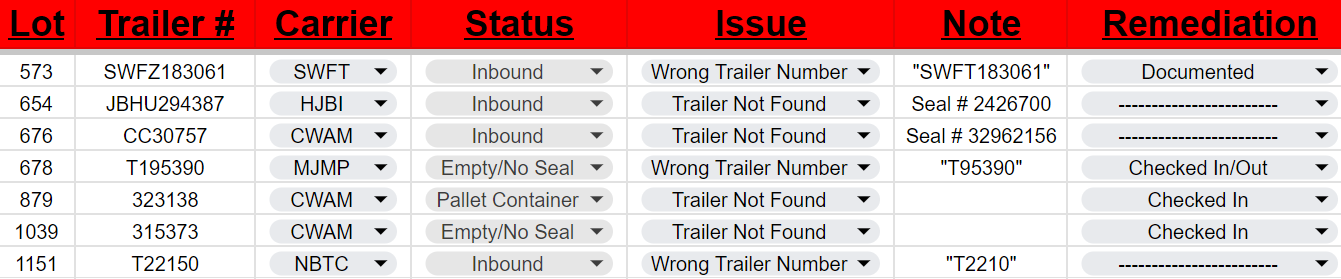 Lot Trailer # Carrier Status Issue Note Remediation
573 SWFZ183061 SWFT Inbound Wrong Trailer Number "SWFT183061" Documented
654 JBHU294387 HJBI Inbound Trailer Not Found Seal # 2426700 ------------------------
676 CC30757 CWAM Inbound Trailer Not Found Seal # 32962156 ------------------------
678 T195390 MJMP Empty/No Seal Wrong Trailer Number "T95390" Checked In/Out
879 323138 CWAM Pallet Container Trailer Not Found Checked In
1039 315373 CWAM Empty/No Seal Trailer Not Found Checked In
1151 T22150 NBTC Inbound Wrong Trailer Number "T2210" ------------------------